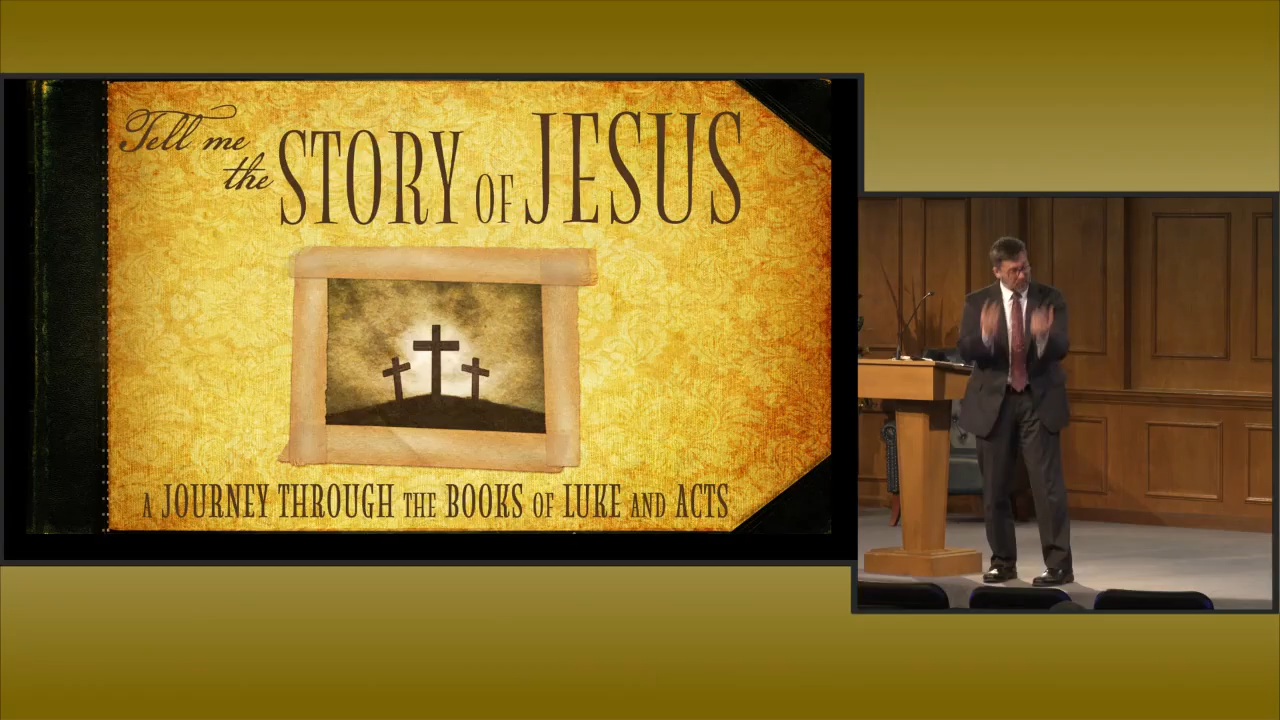 Tell me
the STORY OF JESUS
A JOURNEY THROUGH THE BOOKS OF LUKE AND ACTS